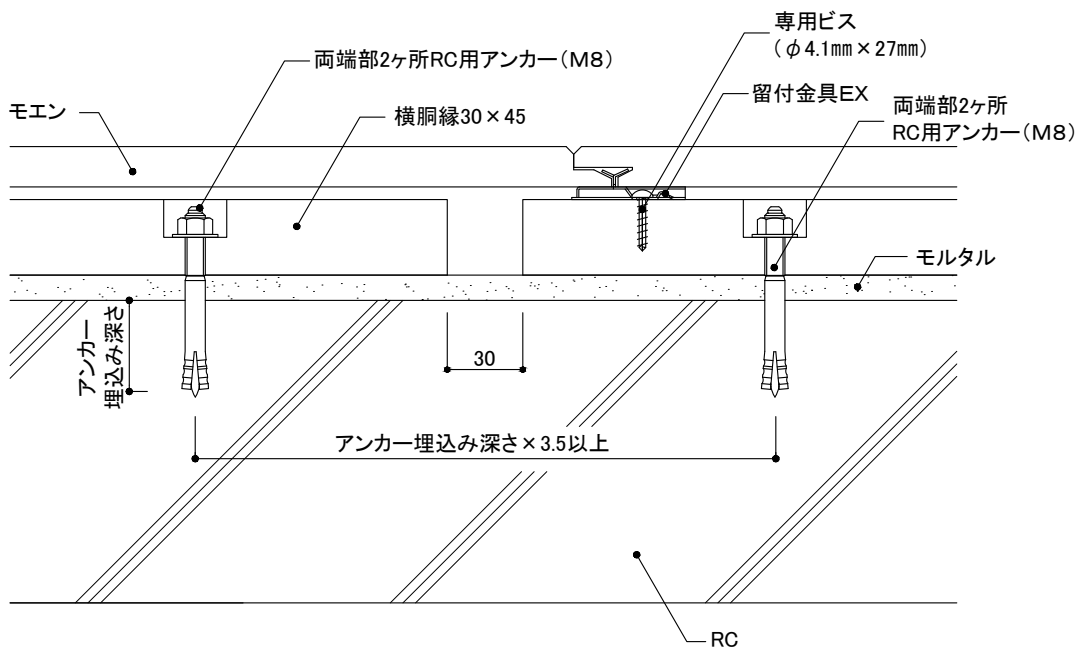 専用ビス
(φ4.1mm×27mm)
両端部2ヶ所RC用アンカー(M8)
留付金具EX
両端部2ヶ所
RC用アンカー(M8)
モエン
横胴縁30×45
モルタル
アンカー
埋込み深さ
30
アンカー埋込み深さ×3.5以上
RC